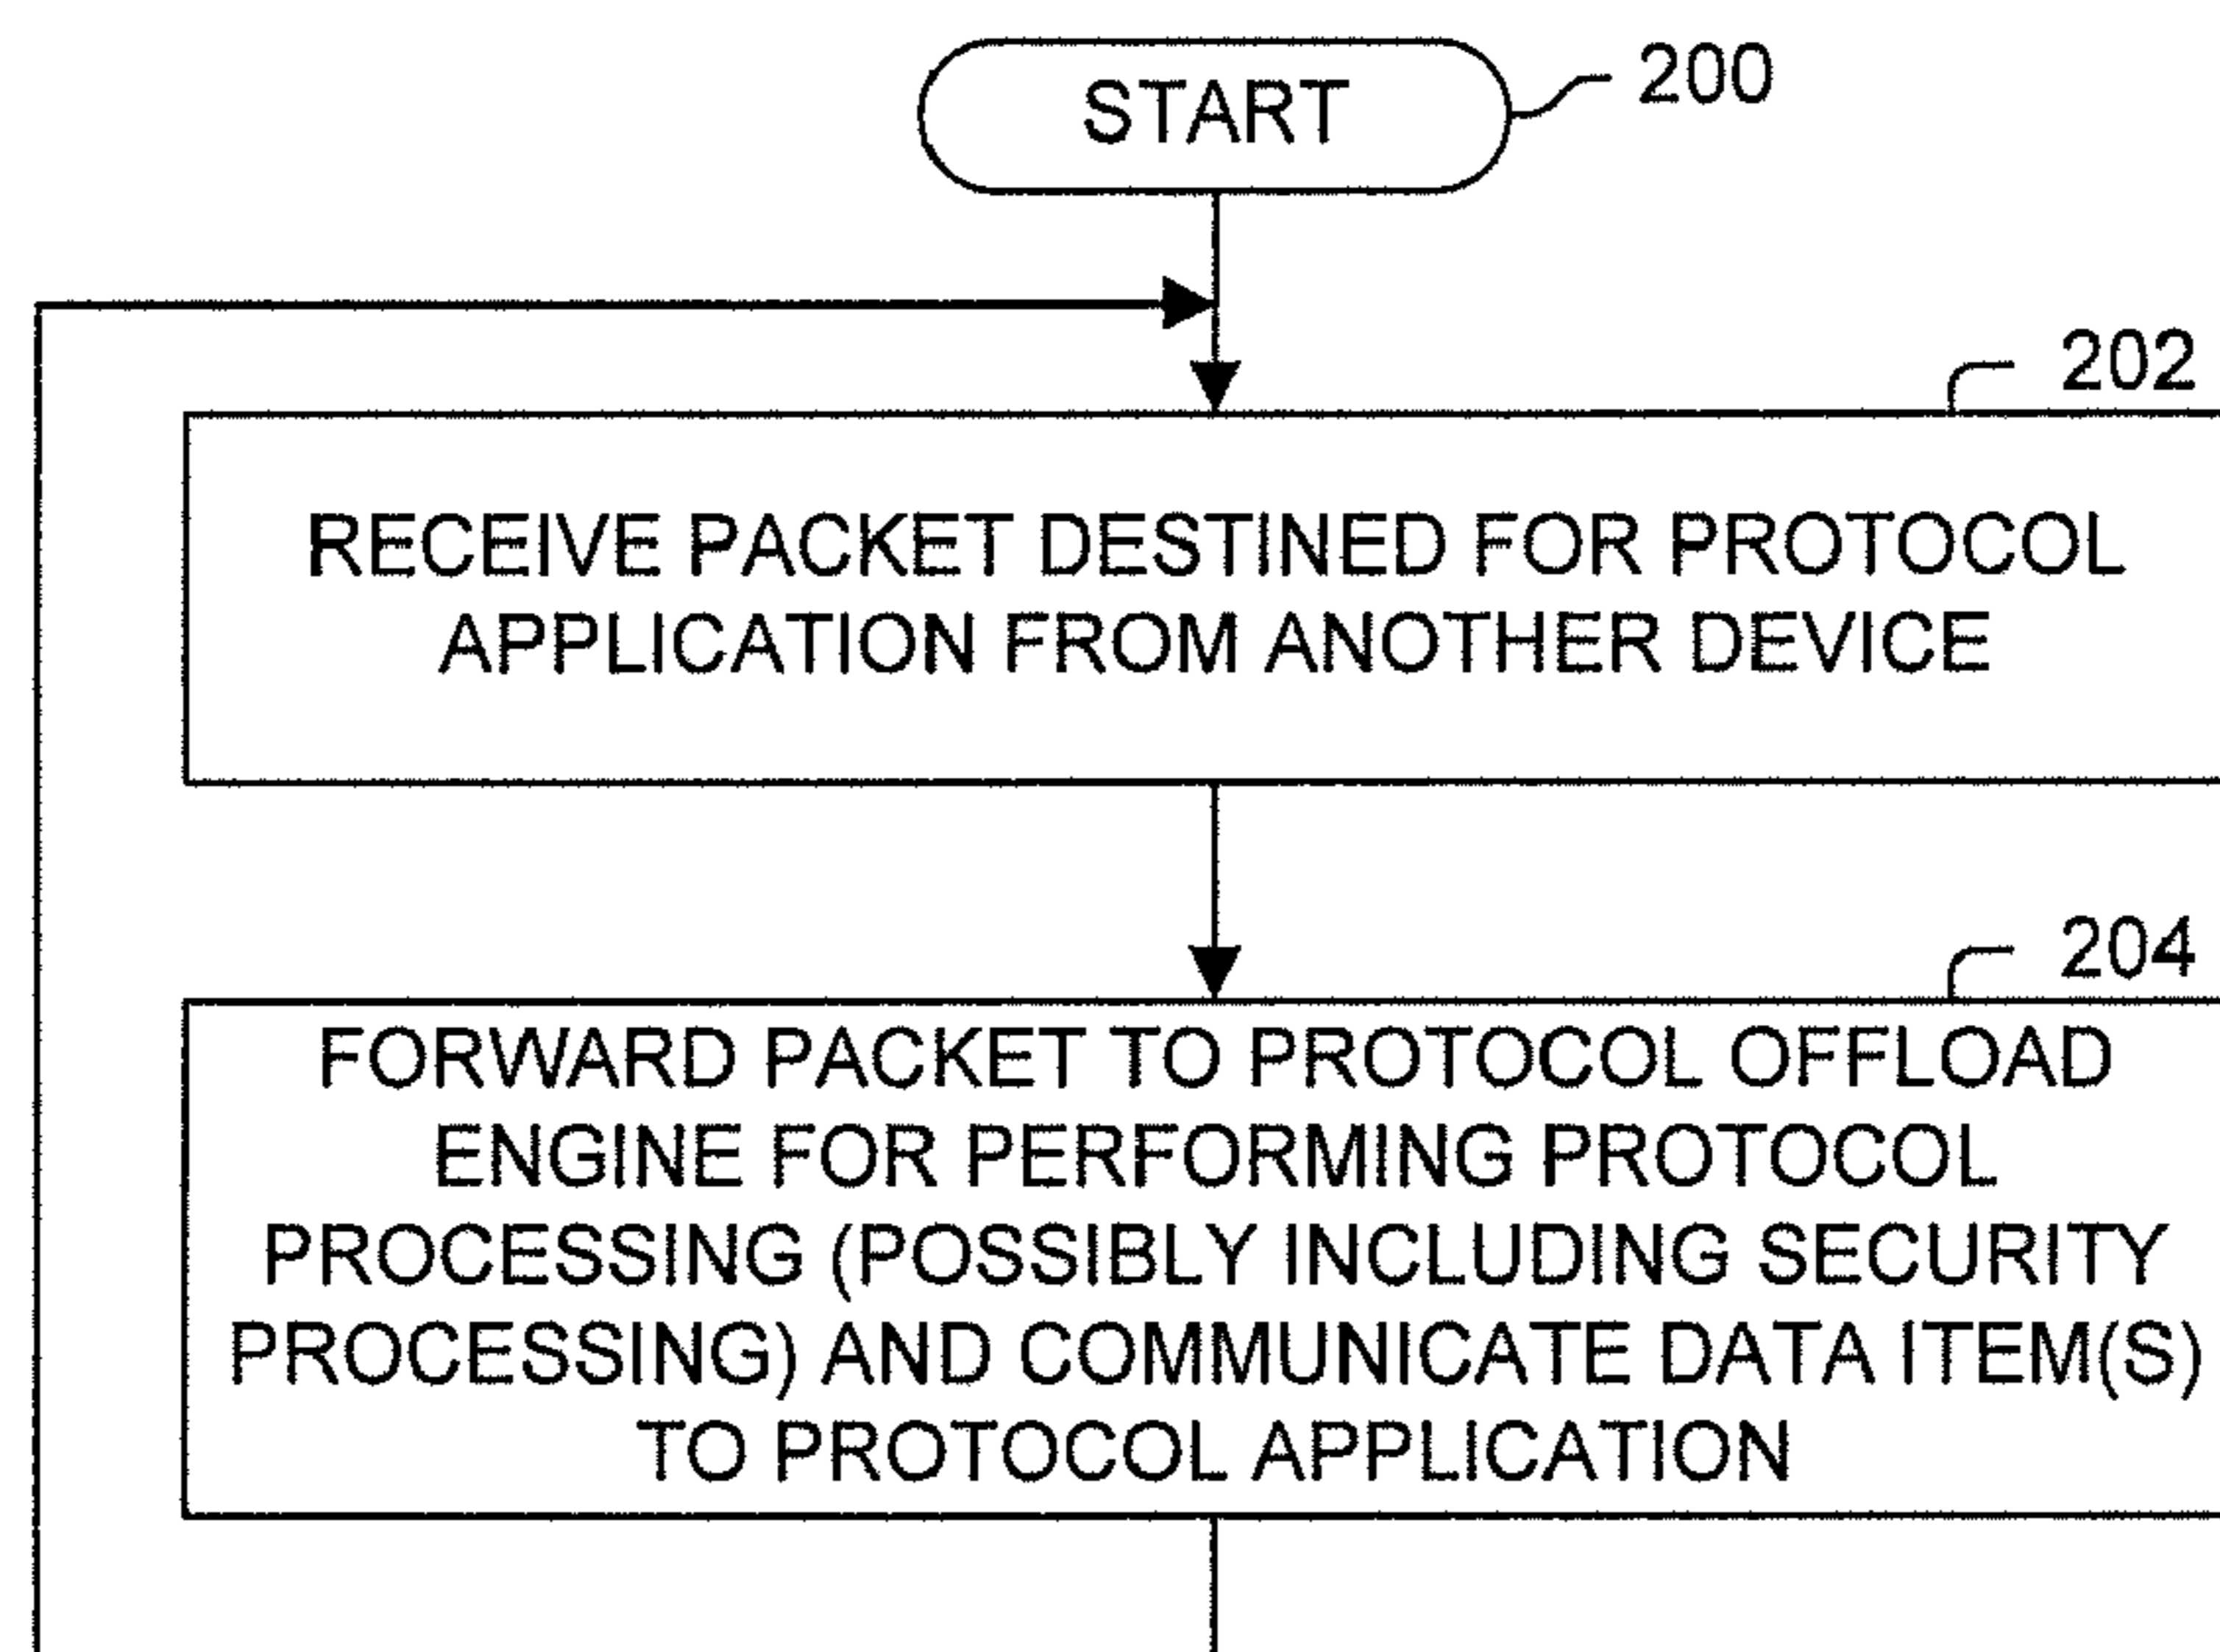 START
200
202
RECEIVE PACKET DESTINED FOR PROTOCOL
APPLICATION FROM ANOTHER DEVICE
204
FORWARD PACKET TO PROTOCOL OFFLOAD
ENGINE FOR PERFORMING PROTOCOL
PROCESSING (POSSIBLY INCLUDING SECURITY
PROCESSING) AND COMMUNICATE DATA ITEM(S)
TO PROTOCOL APPLICATION